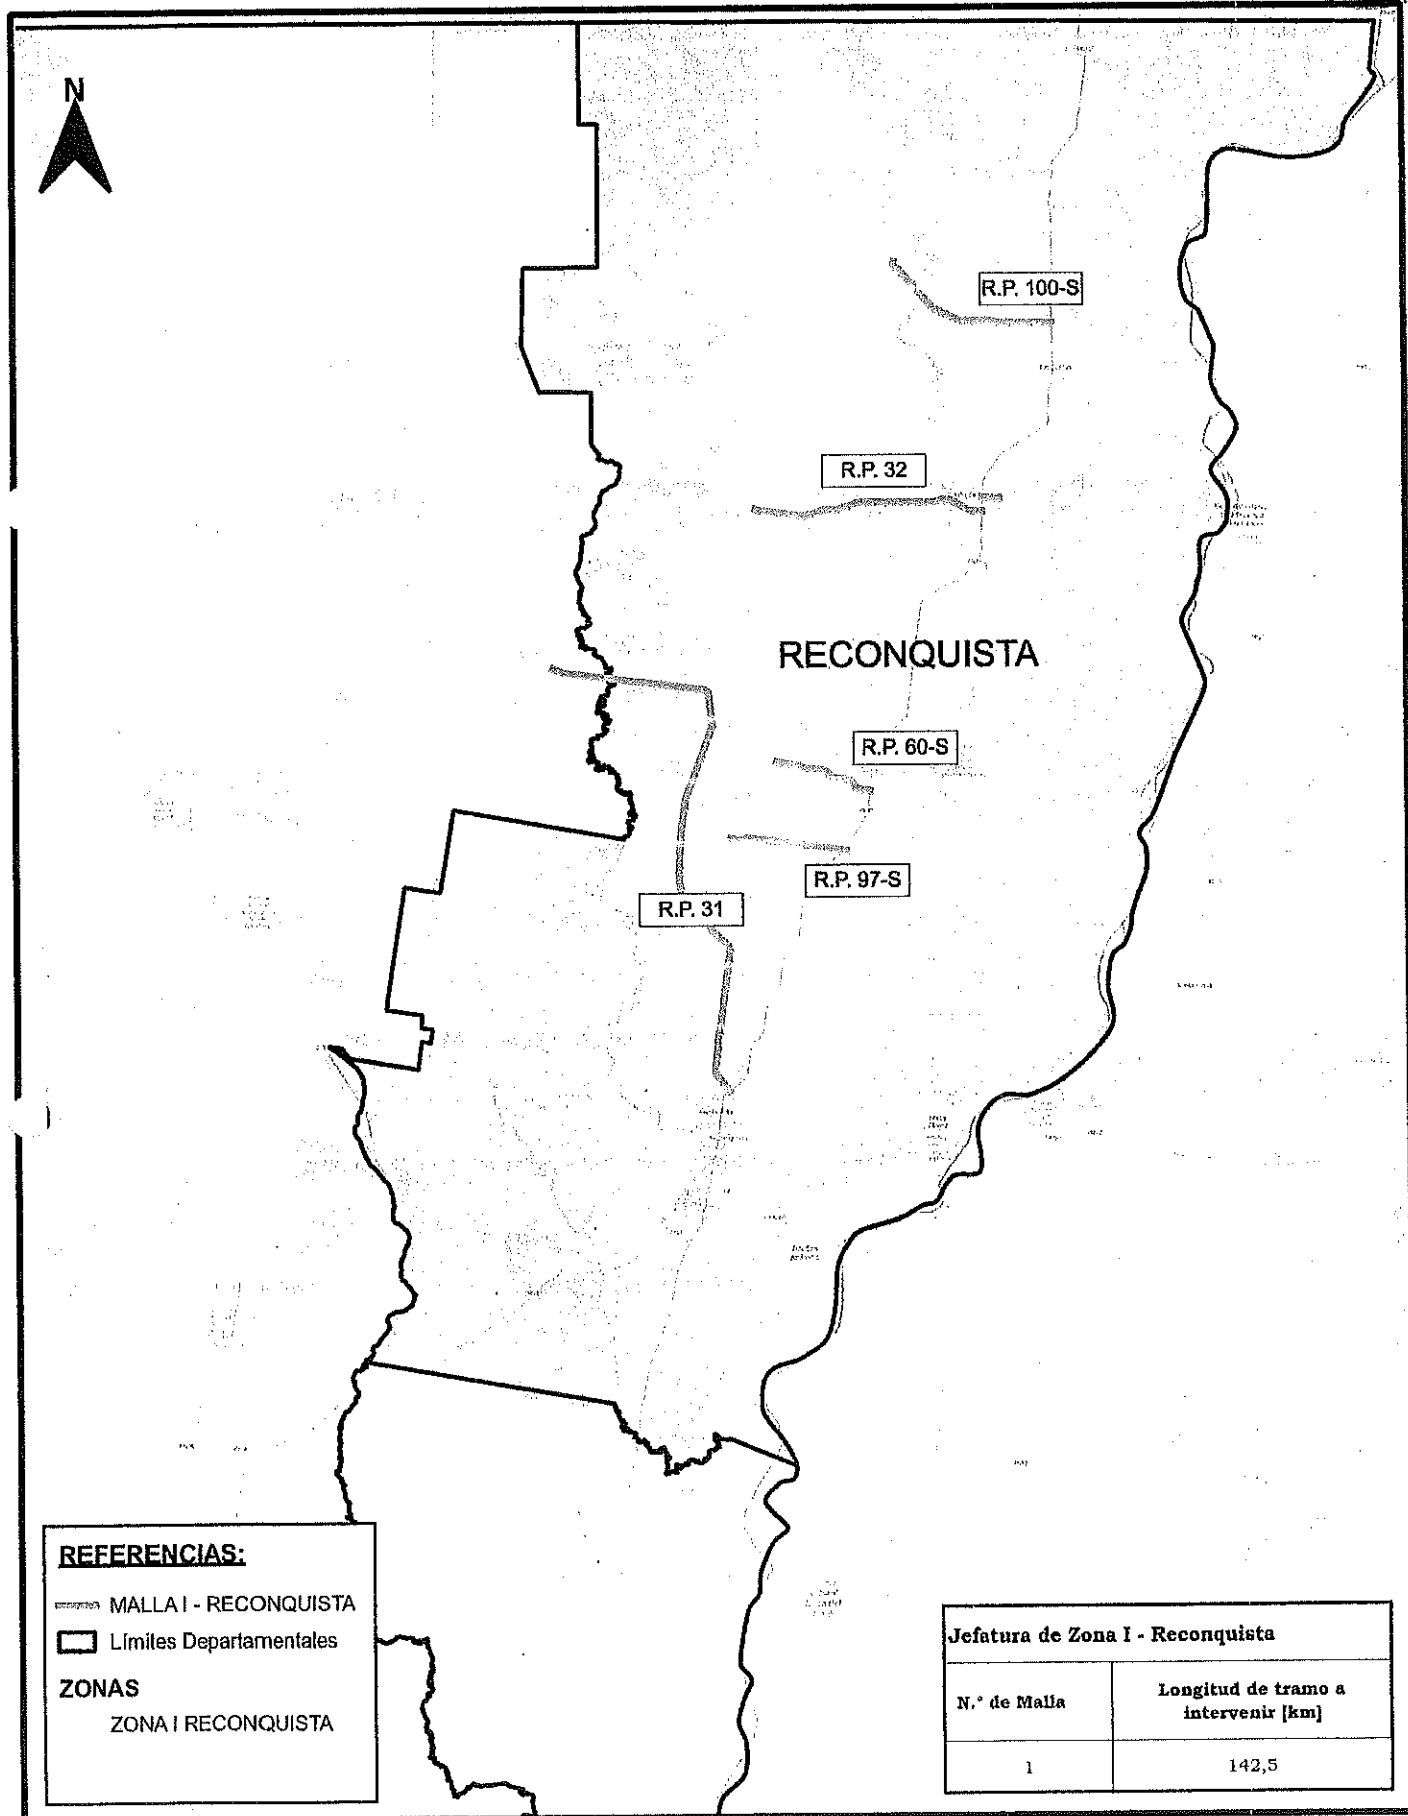 N
R.P. 100-S
R.P. 32
RECONQUISTA
R.P. 60-S
R.P. 97-S
R.P. 31
REFERENCIAS:
MALLA I - RECONQUISTA
Límites Departamentales
ZONAS
ZONA I RECONQUISTA
Jefatura de Zona I - Reconquista
N.° de Malla
Longitud de tramo a
intervenir [km]
1
142,5